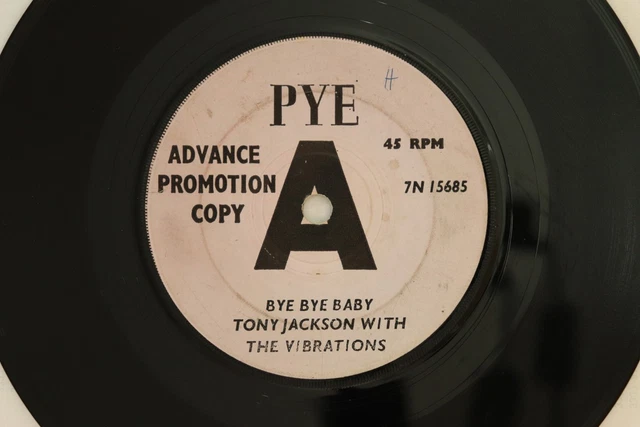 H
PYE
ADVANCE
PROMOTION
COPY
A
45 RPM
7N 15685
BYE BYE BABY
TONY JACKSON WITH
THE VIBRATIONS